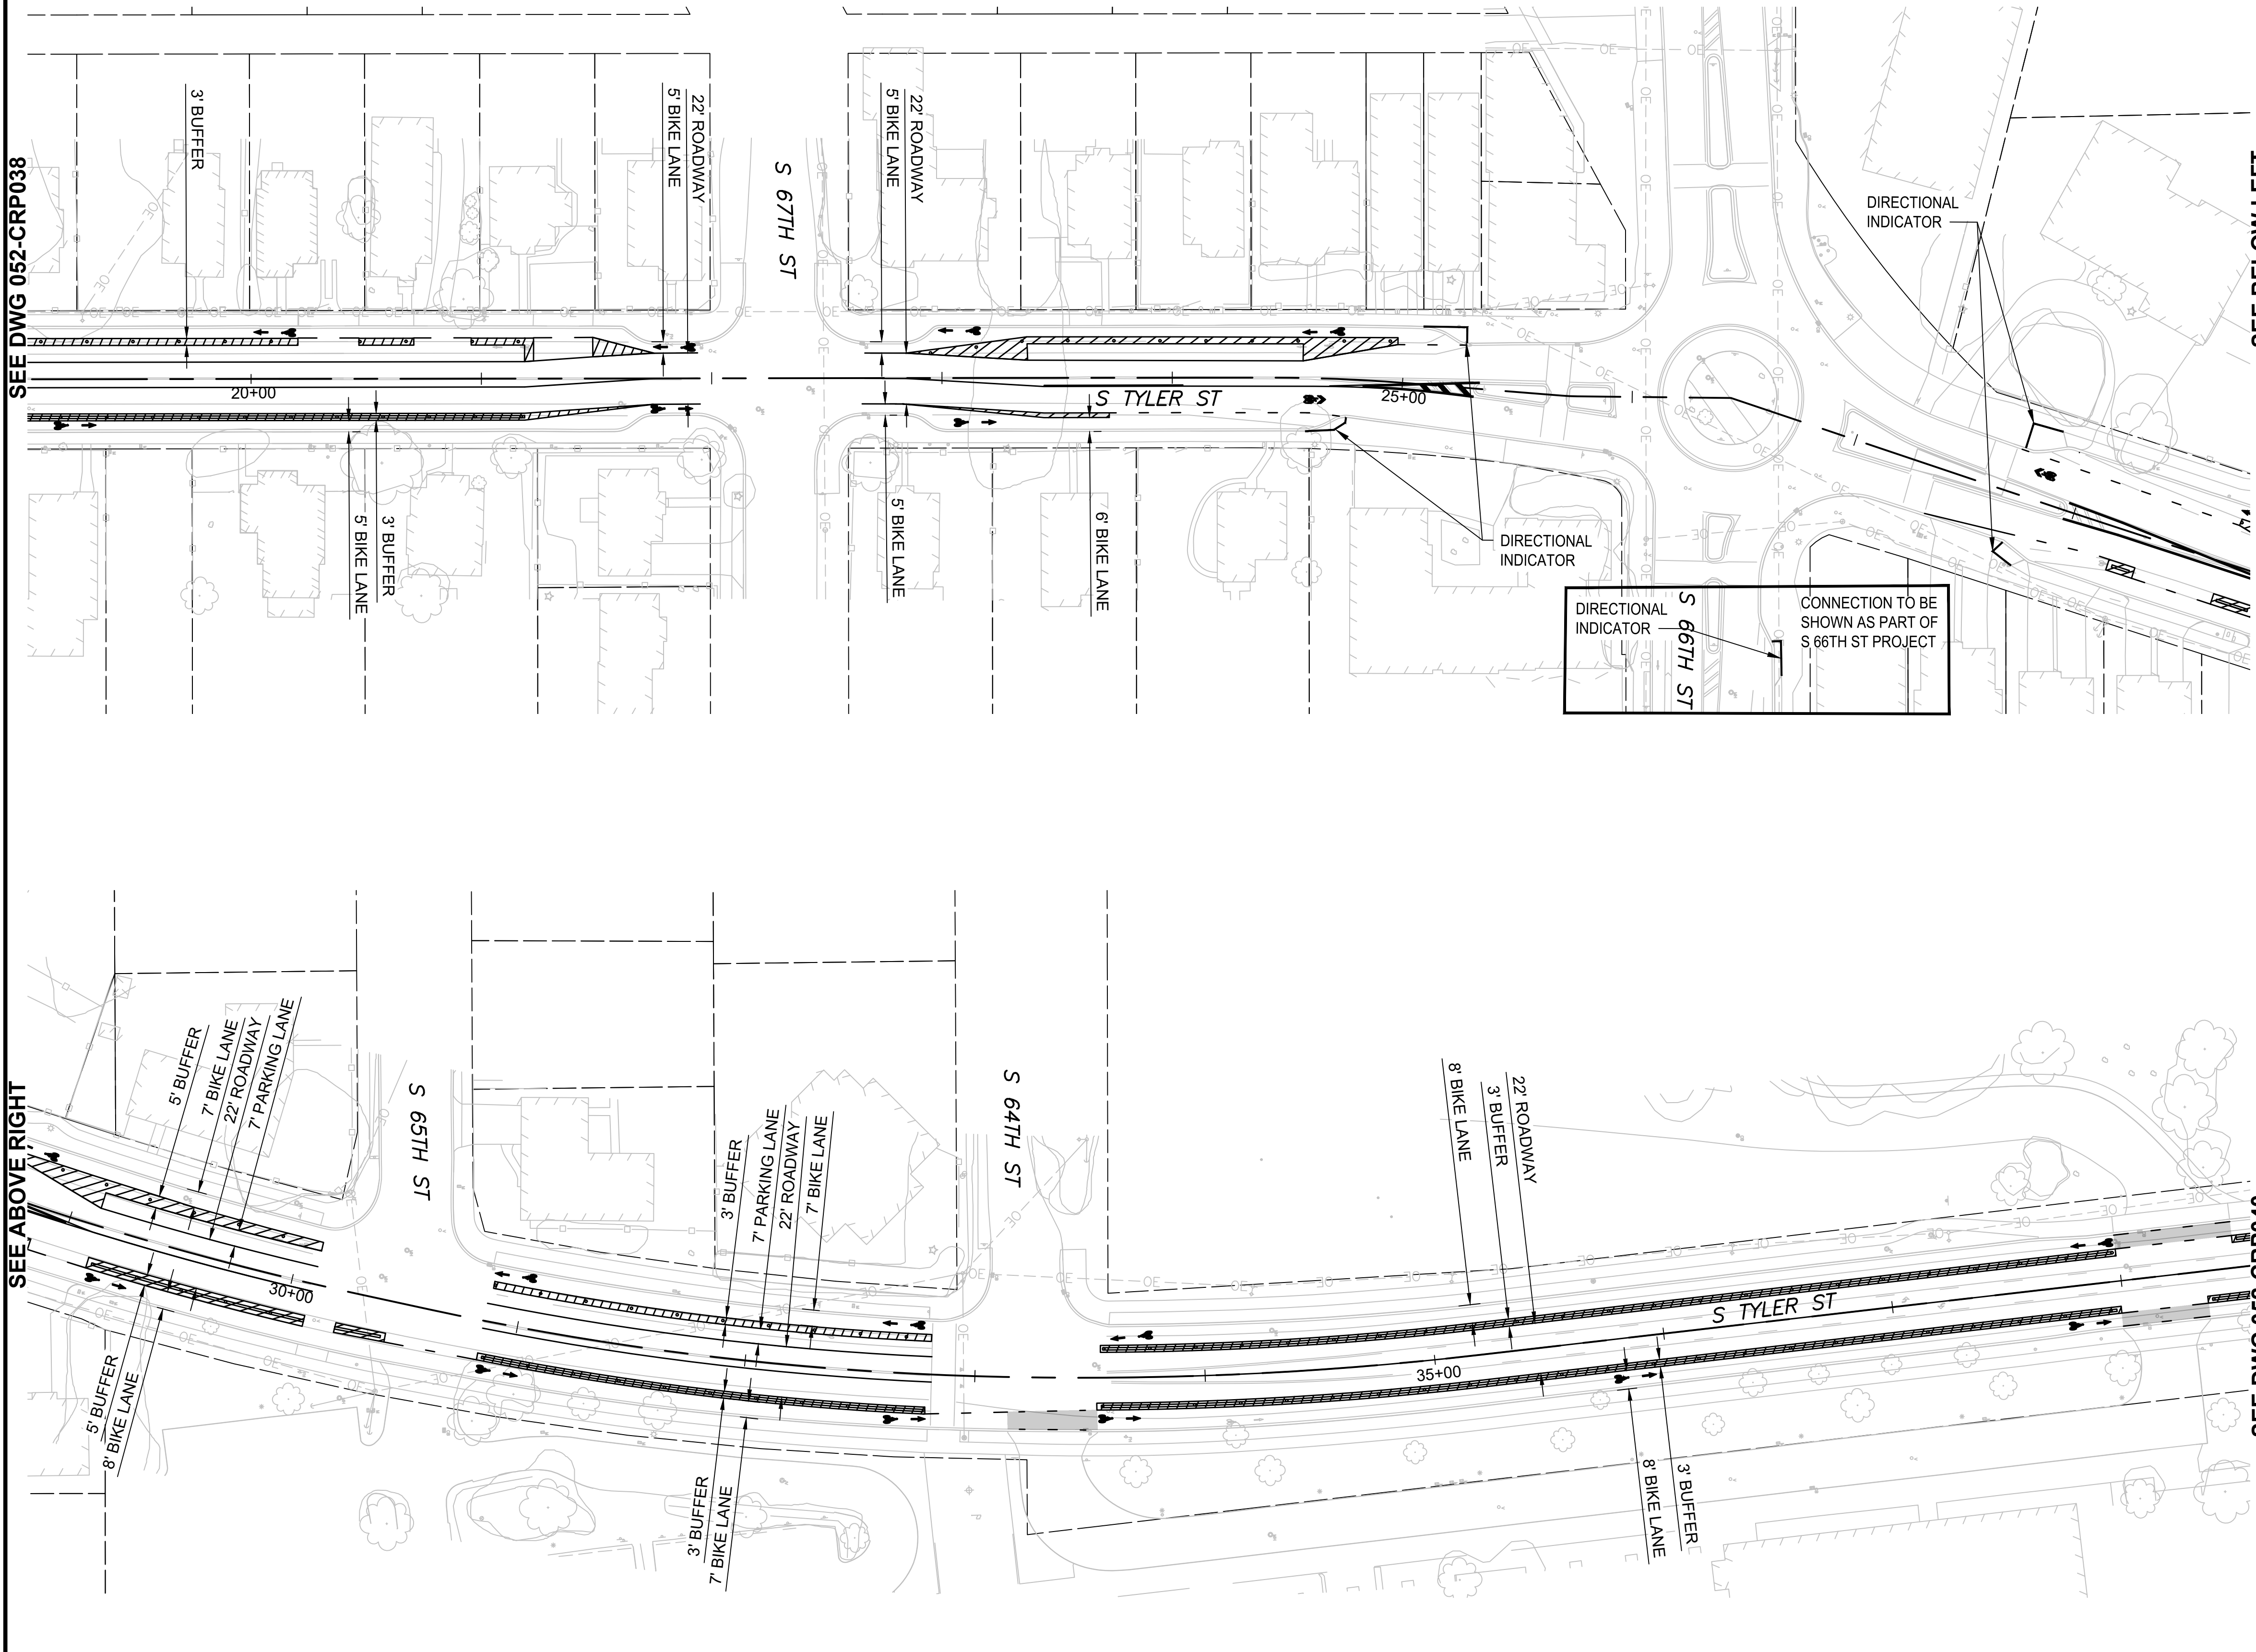 SEE DWG 052-CRP038
3' BUFFER
5' BIKE LANE
22' ROADWAY
S 67TH ST
5' BIKE LANE
22' ROADWAY
DIRECTIONAL
INDICATOR
20+00
S TYLER ST
25+00
5' BIKE LANE
3' BUFFER
5' BIKE LANE
6' BIKE LANE
DIRECTIONAL
INDICATOR
DIRECTIONAL
INDICATOR
S 66TH ST
CONNECTION TO BE
SHOWN AS PART OF
S 66TH ST PROJECT
SEE ABOVE RIGHT
5' BUFFER
7' BIKE LANE
22' ROADWAY
7' PARKING LANE
S 65TH ST
3' BUFFER
7' PARKING LANE
22' ROADWAY
7' BIKE LANE
S 64TH ST
8' BIKE LANE
3' BUFFER
22' ROADWAY
30+00
S TYLER ST
35+00
5' BUFFER
8' BIKE LANE
3' BUFFER
7' BIKE LANE
8' BIKE LANE
3' BUFFER